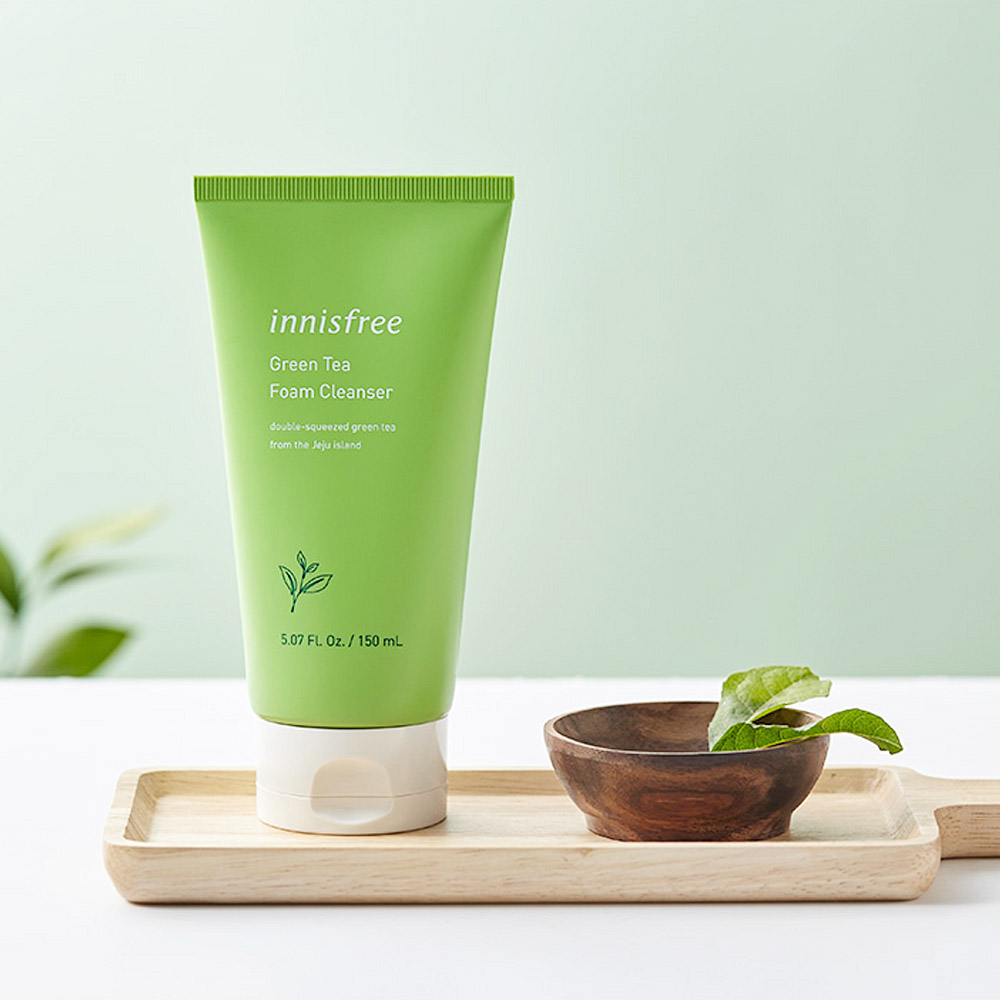 innisfree
Green Tea
Foam Cleanser
double-squeezed green tea
from the Jeju island
5.07 FL. Oz. / 150 mL